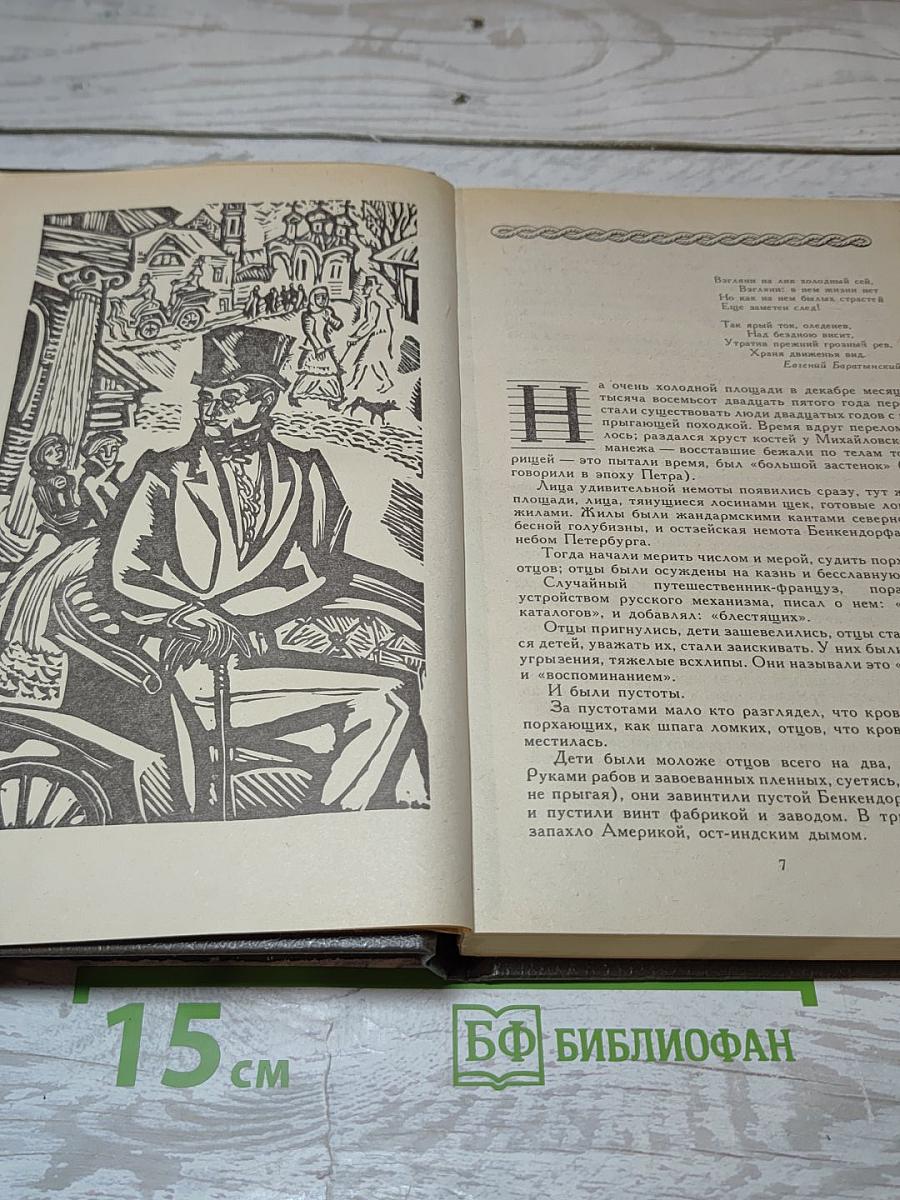 Взгляни на лик холодный сей,
Взгляни: в нем жизни нет
Но как на нем былых страстей
Еще заметен след!
Так ярый ток, оледенев,
Над бездною висит,
Утратив прежний грозный рев,
Храня движенья вид.
Евгений Баратынский
На очень холодной площади в декабре месяц
тысяча восемьсот двадцать пятого года пер
стали существовать люди двадцатых годов с
прыгающей походкой. Время вдруг перелом
лось; раздался хруст костей у Михайловск
манежа — восставшие бежали по телам то
рищей — это пытали время, был «большой застенок» (
говорили в эпоху Петра).
Лица удивительной немоты появились сразу, тут ж
площади, лица, тянущиеся лосинами щек, готовые ло
жилами. Жилы были жандармскими кантами северно
бесной голубизны, и остзейская немота Бенкендорфа
небом Петербурга.
Тогда начали мерить числом и мерой, судить порх
отцов; отцы были осуждены на казнь и бесславную
Случайный путешественник-француз, пора
устройством русского механизма, писал о нем: «
каталогов», и добавлял: «блестящих».
Отцы пригнулись, дети зашевелились, отцы ста
ся детей, уважать их, стали заискивать. У них были
угрызения, тяжелые всхлипы. Они называли это «
и «воспоминанием».
И были пустоты.
За пустотами мало кто разглядел, что кров
порхающих, как шпага ломких, отцов, что кров
местилась.
Дети были моложе отцов всего на два,
Руками рабов и завоеванных пленных, суетясь,
не прыгая), они завинтили пустой Бенкендор
и пустили винт фабрикой и заводом. В тр
запахло Америкой, ост-индским дымом.
7
15 см
БФ БИБЛИОФАН